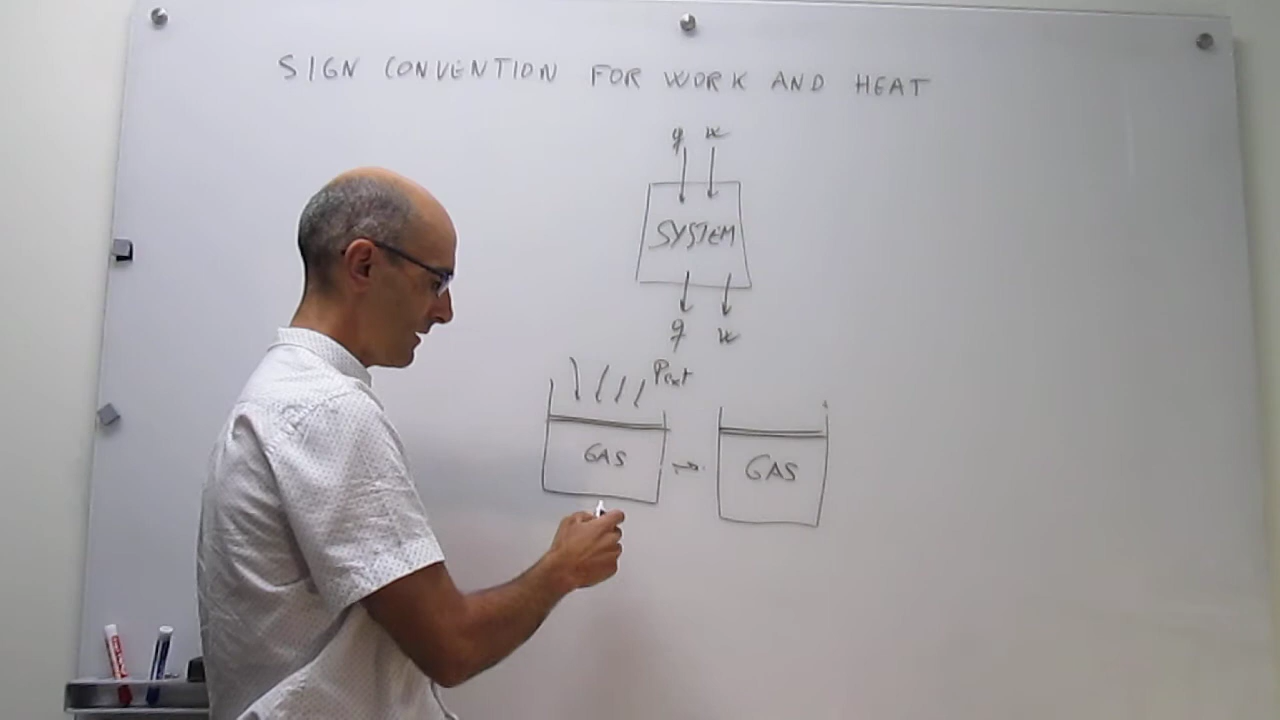 SIGN CONVENTION FOR WORK AND HEAT
q w
SYSTEM
q w
Pext
GAS → GAS